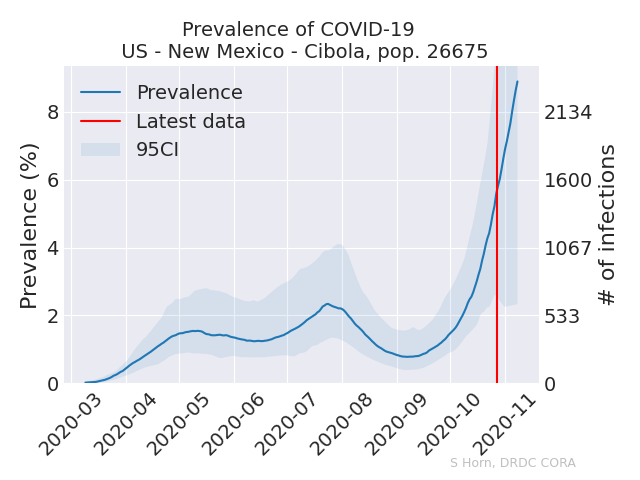 Prevalence of COVID-19
US - New Mexico - Cibola, pop. 26675
Prevalence
Latest data
95CI
Prevalence (%)
8
6
4
2
0
2134
1600
1067
533
0
# of infections
2020-03
2020-04
2020-05
2020-06
2020-07
2020-08
2020-09
2020-10
2020-11
S Horn, DRDC CORA